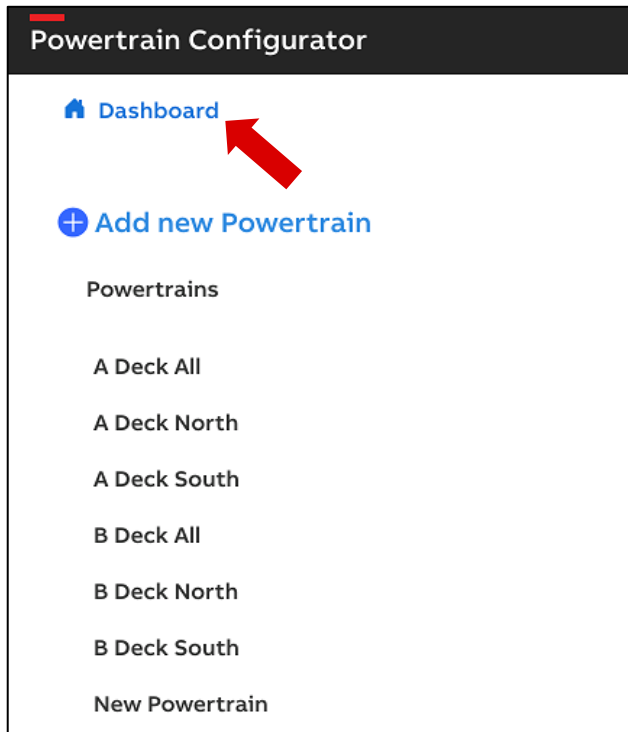 Powertrain Configurator
Dashboard
Add new Powertrain
Powertrains
A Deck All
A Deck North
A Deck South
B Deck All
B Deck North
B Deck South
New Powertrain